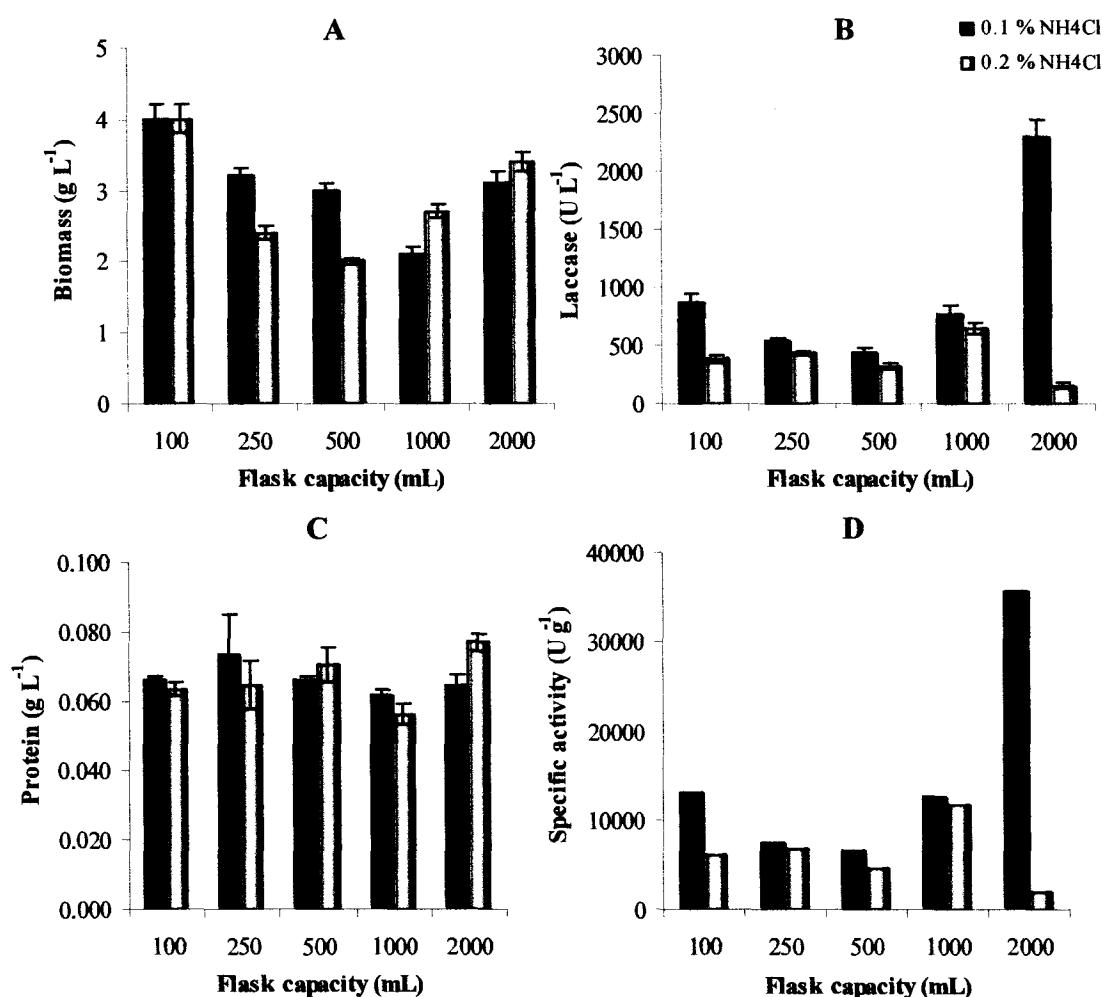 A
Biomass (g L-1)
5
4
3
2
1
0
100 250 500 1000 2000
Flask capacity (mL)
B
0.1 % NH4Cl
0.2 % NH4Cl
Laccase (U L-1)
3000
2500
2000
1500
1000
500
0
100 250 500 1000 2000
Flask capacity (mL)
C
Protein (g L-1)
0.100
0.080
0.060
0.040
0.020
0.000
100 250 500 1000 2000
Flask capacity (mL)
D
Specific activity (U g-1)
40000
30000
20000
10000
0
100 250 500 1000 2000
Flask capacity (mL)